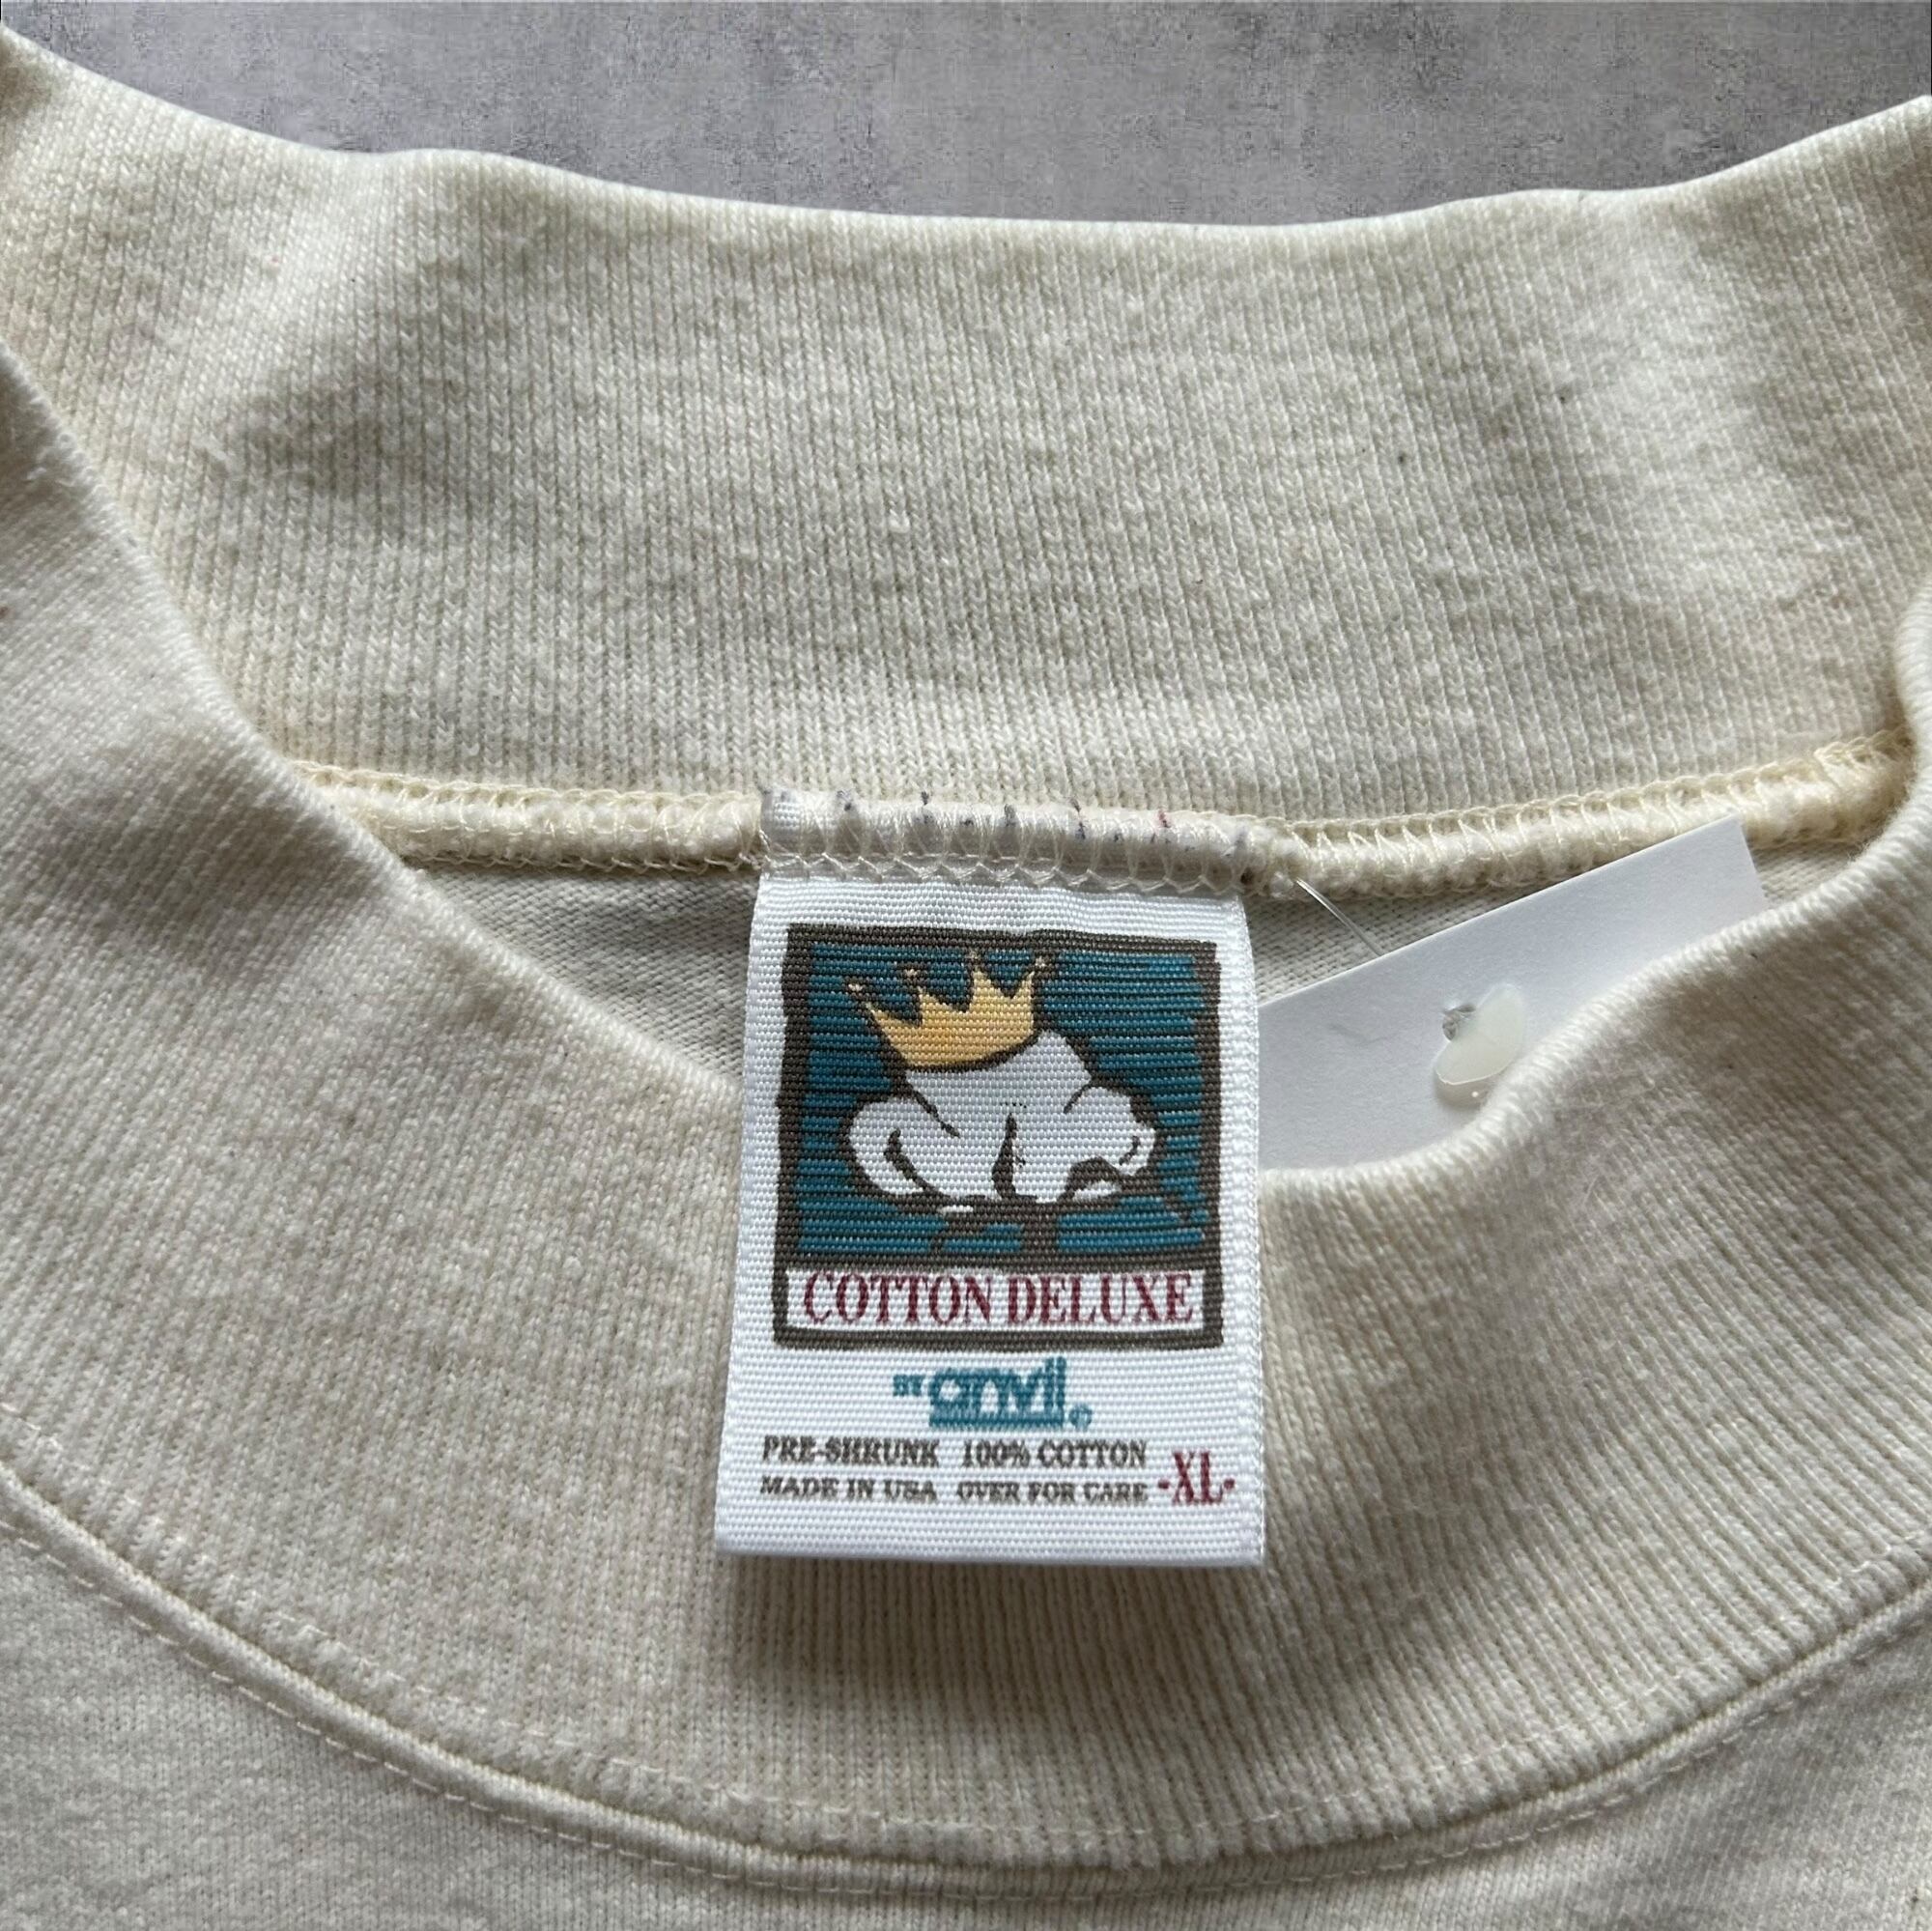 COTTON DELUXE
BY anvil®
PRE-SHRUNK 100% COTTON
MADE IN USA OVER FOR CARE -XL-